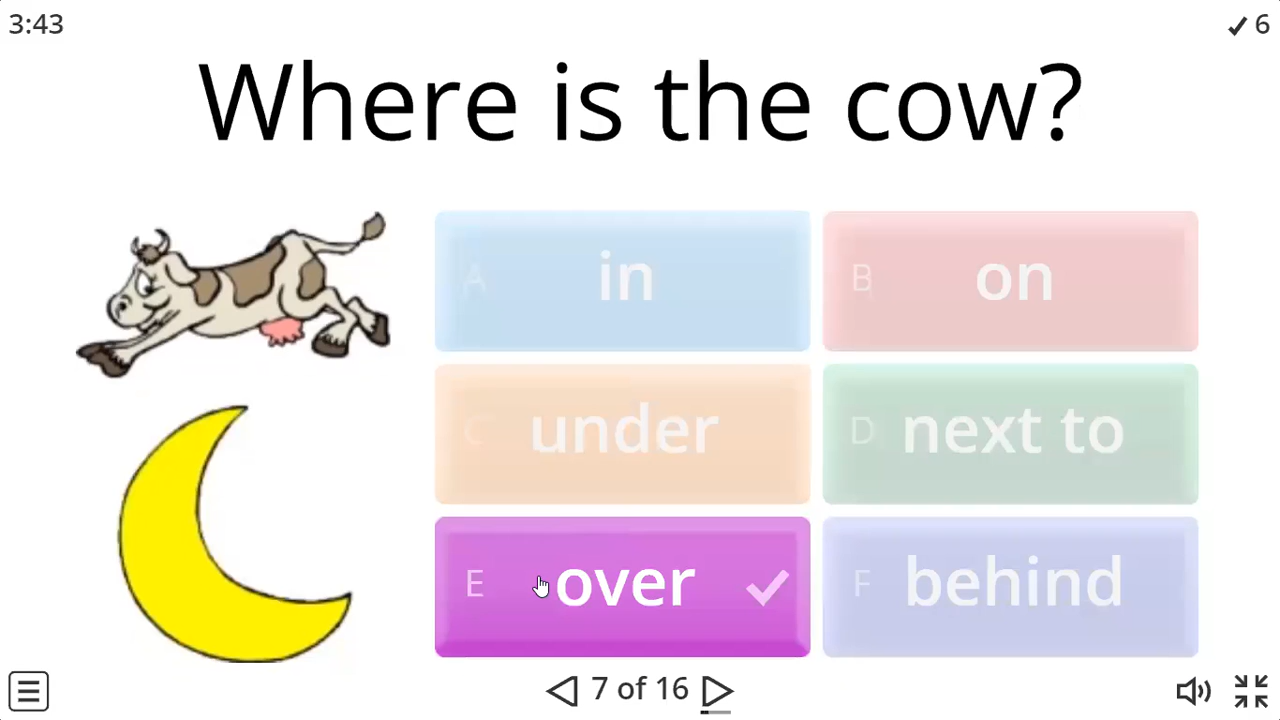 3:43
✓ 6
Where is the cow?
A in
B on
C under
D next to
E over ✓
F behind
7 of 16